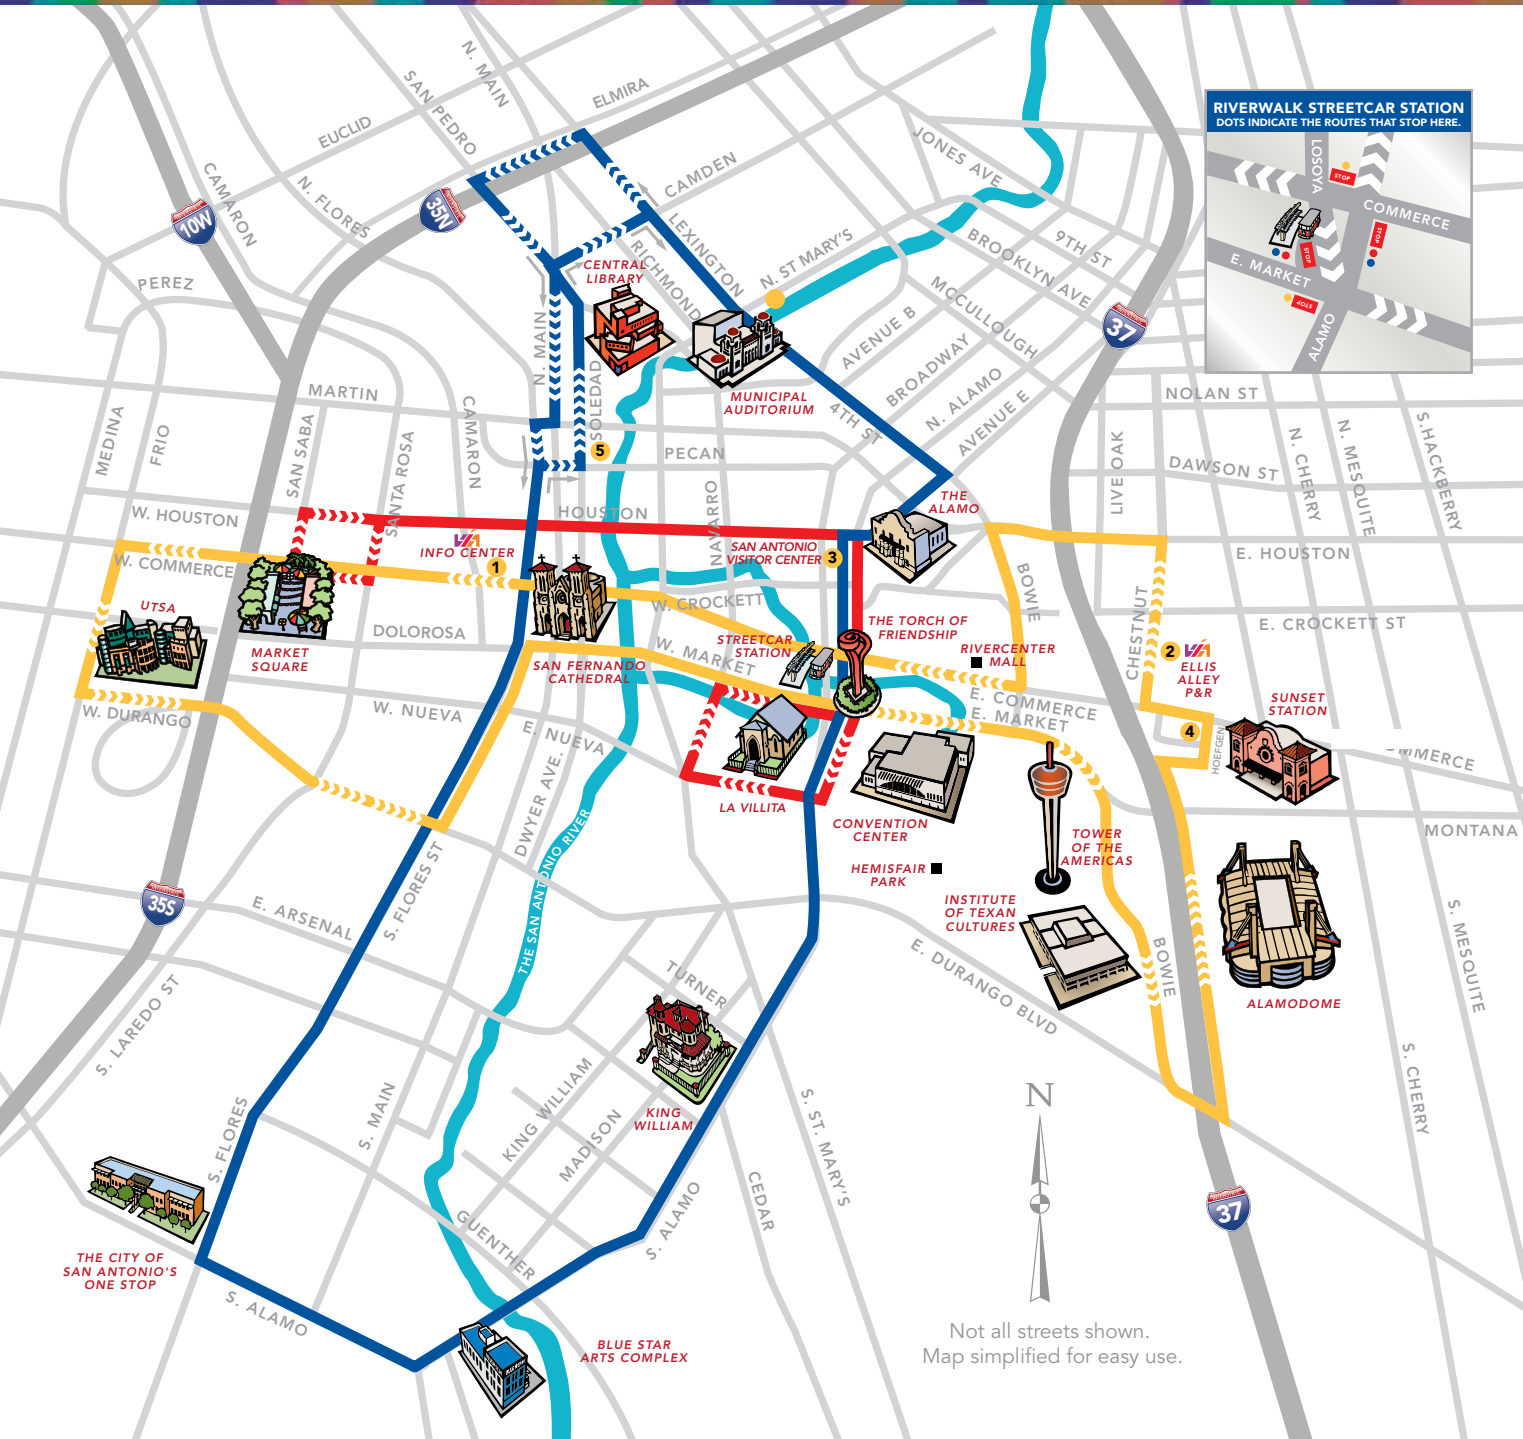 RIVERWALK STREETCAR STATION
DOTS INDICATE THE ROUTES THAT STOP HERE.
LOSOYA
STOP
COMMERCE
STOP
STOP
E. MARKET
STOP
ALAMO
N. MAIN
SAN PEDRO
ELMIRA
EUCLID
CAMARON
N. FLORES
10W
35N
CAMDEN
JONES AVE
LEXINGTON
RICHMOND
N. ST MARY'S
BROOKLYN AVE
9TH ST
MCCULLOUGH
PEREZ
CENTRAL
LIBRARY
N. MAIN
SOLEDAD
AVENUE B
BROADWAY
N. ALAMO
AVENUE E
4TH ST
37
MUNICIPAL
AUDITORIUM
MARTIN
NOLAN ST
MEDINA
FRIO
SAN SABA
SANTA ROSA
CAMARON
5
PECAN
LIVE OAK
DAWSON ST
N. CHERRY
N. MESQUITE
S.HACKBERRY
W. HOUSTON
HOUSTON
NAVARRO
THE
ALAMO
VIA
INFO CENTER
1
SAN ANTONIO
VISITOR CENTER
3
E. HOUSTON
W. COMMERCE
BOWIE
CHESTNUT
W. CROCKETT
E. CROCKETT ST
UTSA
DOLOROSA
MARKET
SQUARE
SAN FERNANDO
CATHEDRAL
W. MARKET
STREETCAR
STATION
THE TORCH OF
FRIENDSHIP
RIVERCENTER
MALL
2
VIA
ELLIS
ALLEY
P&R
SUNSET
STATION
W. DURANGO
W. NUEVA
E. NUEVA
E. COMMERCE
E. MARKET
4
HOEFGEN
OMMERCE
DWYER AVE.
LA VILLITA
CONVENTION
CENTER
HEMISFAIR
PARK
TOWER
OF THE
AMERICAS
MONTANA
THE SAN ANTONIO RIVER
S. FLORES ST
35S
E. ARSENAL
INSTITUTE
OF TEXAN
CULTURES
E. DURANGO BLVD
BOWIE
ALAMODOME
S. MESQUITE
S. LAREDO ST
TURNER
S. CHERRY
KING WILLIAM
MADISON
KING
WILLIAM
S. MAIN
S. FLORES
S. ST. MARY'S
CEDAR
S. ALAMO
GUENTHER
N
37
THE CITY OF
SAN ANTONIO'S
ONE STOP
S. ALAMO
BLUE STAR
ARTS COMPLEX
Not all streets shown.
Map simplified for easy use.